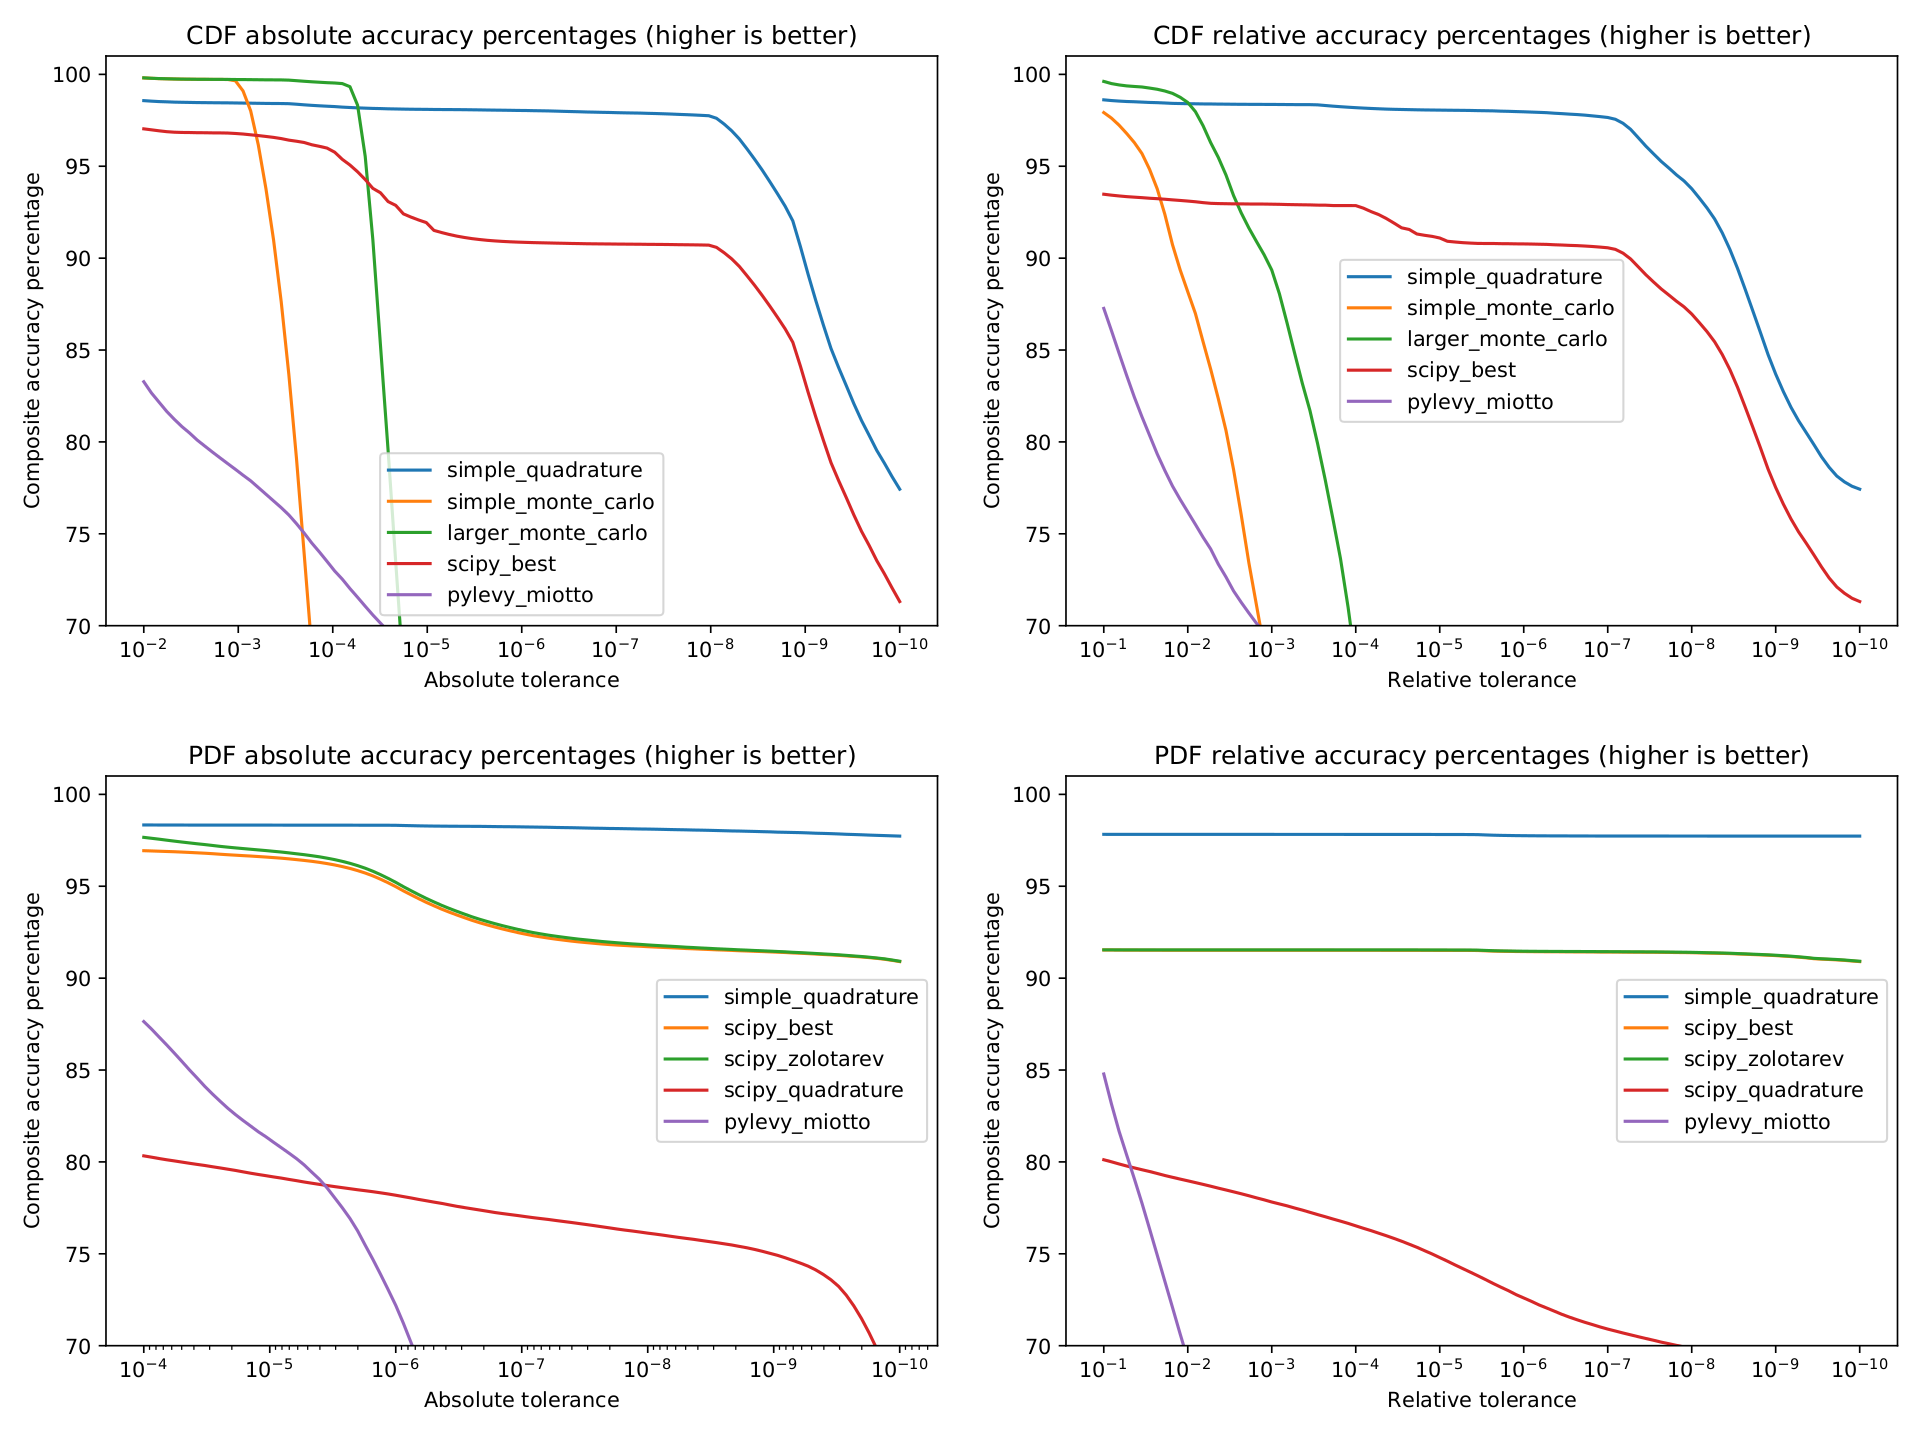 CDF absolute accuracy percentages (higher is better)
Composite accuracy percentage
100
95
90
85
80
75
70
simple_quadrature
simple_monte_carlo
larger_monte_carlo
scipy_best
pylevy_miotto
10⁻² 10⁻³ 10⁻⁴ 10⁻⁵ 10⁻⁶ 10⁻⁷ 10⁻⁸ 10⁻⁹ 10⁻¹⁰
Absolute tolerance
CDF relative accuracy percentages (higher is better)
Composite accuracy percentage
100
95
90
85
80
75
70
simple_quadrature
simple_monte_carlo
larger_monte_carlo
scipy_best
pylevy_miotto
10⁻¹ 10⁻² 10⁻³ 10⁻⁴ 10⁻⁵ 10⁻⁶ 10⁻⁷ 10⁻⁸ 10⁻⁹ 10⁻¹⁰
Relative tolerance
PDF absolute accuracy percentages (higher is better)
Composite accuracy percentage
100
95
90
85
80
75
70
simple_quadrature
scipy_best
scipy_zolotarev
scipy_quadrature
pylevy_miotto
10⁻⁴ 10⁻⁵ 10⁻⁶ 10⁻⁷ 10⁻⁸ 10⁻⁹ 10⁻¹⁰
Absolute tolerance
PDF relative accuracy percentages (higher is better)
Composite accuracy percentage
100
95
90
85
80
75
70
simple_quadrature
scipy_best
scipy_zolotarev
scipy_quadrature
pylevy_miotto
10⁻¹ 10⁻² 10⁻³ 10⁻⁴ 10⁻⁵ 10⁻⁶ 10⁻⁷ 10⁻⁸ 10⁻⁹ 10⁻¹⁰
Relative tolerance